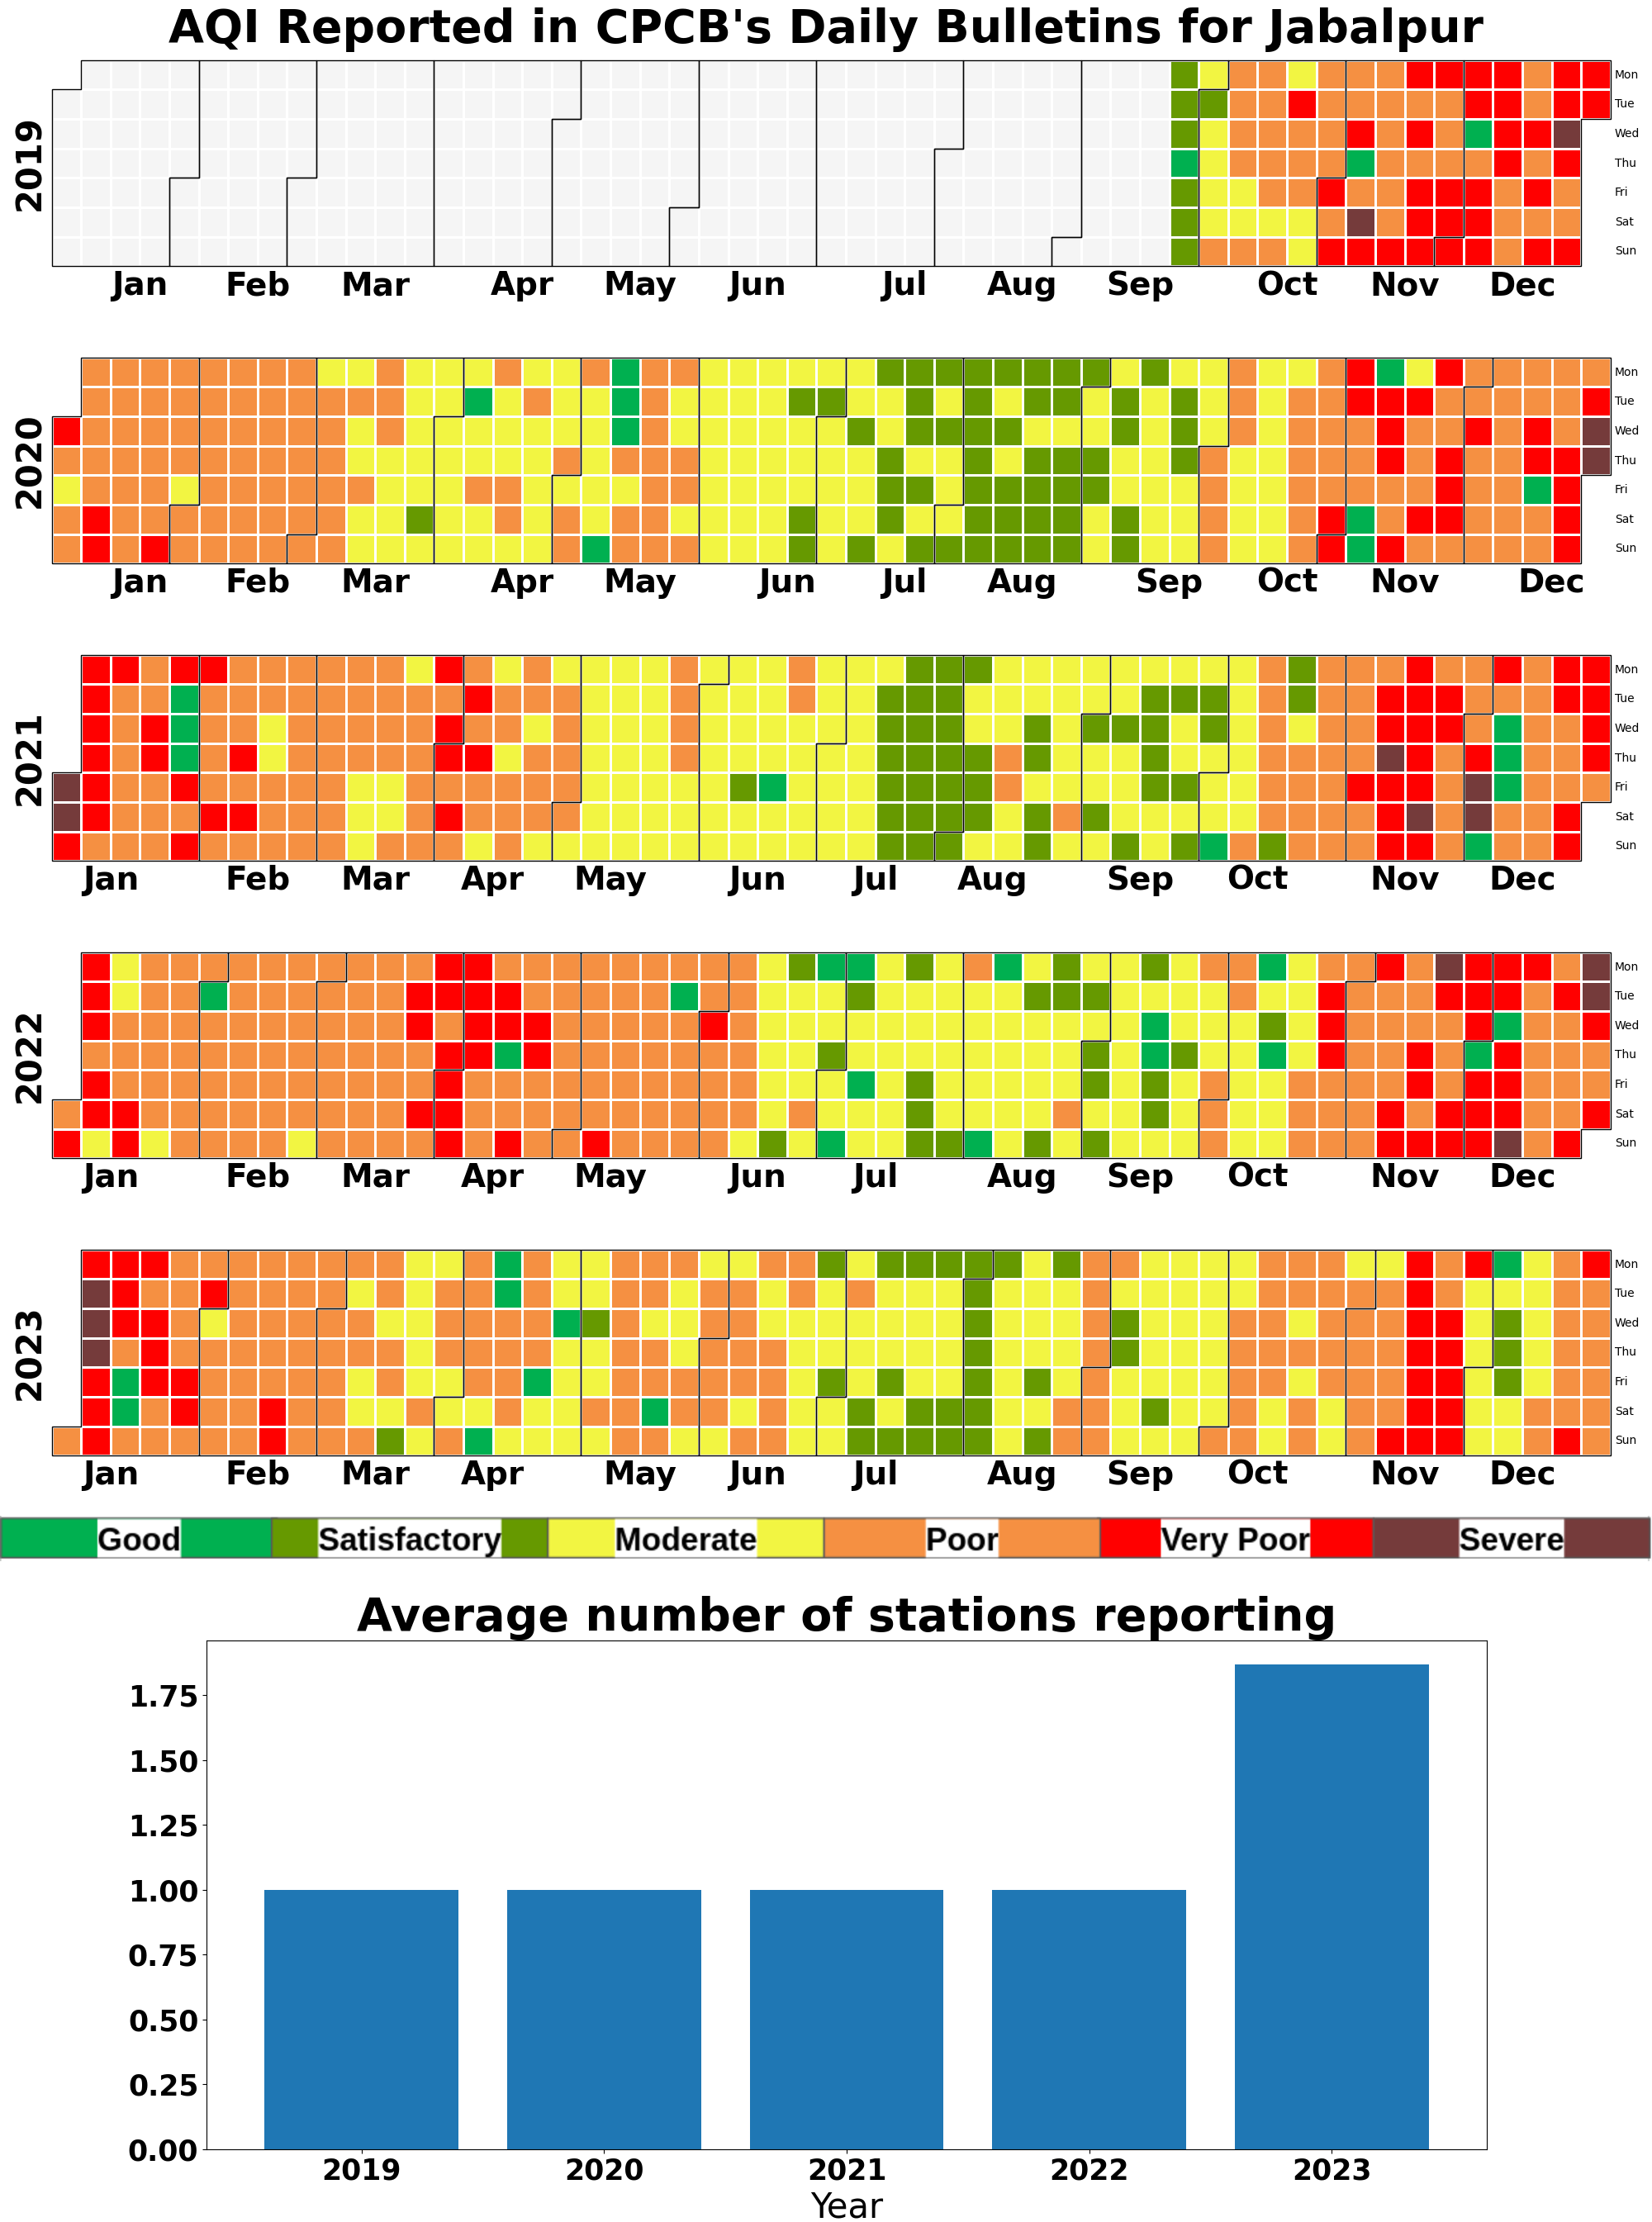 AQI Reported in CPCB's Daily Bulletins for Jabalpur
2019
Mon
Tue
Wed
Thu
Fri
Sat
Sun
Jan Feb Mar Apr May Jun Jul Aug Sep Oct Nov Dec
2020
Mon
Tue
Wed
Thu
Fri
Sat
Sun
Jan Feb Mar Apr May Jun Jul Aug Sep Oct Nov Dec
2021
Mon
Tue
Wed
Thu
Fri
Sat
Sun
Jan Feb Mar Apr May Jun Jul Aug Sep Oct Nov Dec
2022
Mon
Tue
Wed
Thu
Fri
Sat
Sun
Jan Feb Mar Apr May Jun Jul Aug Sep Oct Nov Dec
2023
Mon
Tue
Wed
Thu
Fri
Sat
Sun
Jan Feb Mar Apr May Jun Jul Aug Sep Oct Nov Dec
Good Satisfactory Moderate Poor Very Poor Severe
Average number of stations reporting
1.75
1.50
1.25
1.00
0.75
0.50
0.25
0.00
2019 2020 2021 2022 2023
Year